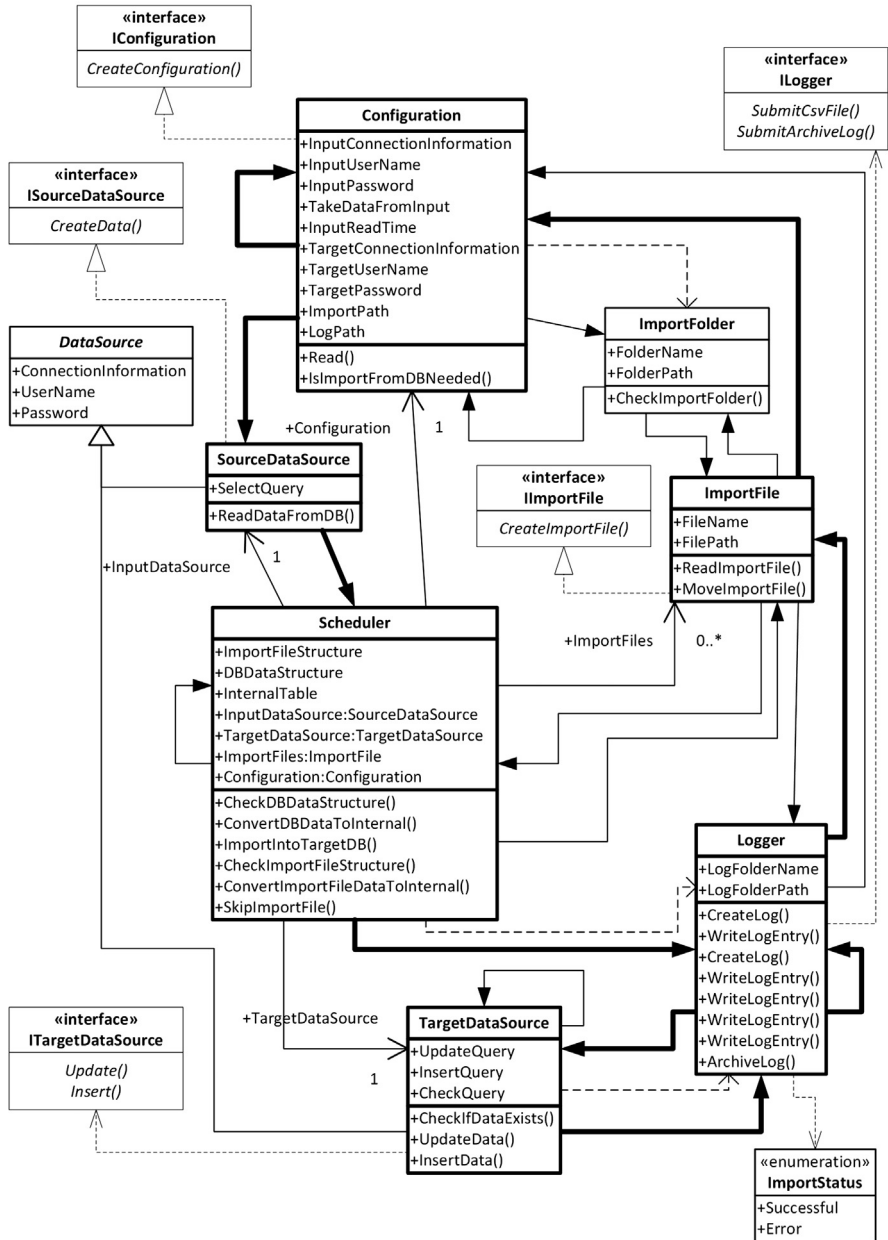 «interface»
IConfiguration
CreateConfiguration()
«interface»
ILogger
SubmitCsvFile()
SubmitArchiveLog()
Configuration
+InputConnectionInformation
+InputUserName
+InputPassword
+TakeDataFromInput
+InputReadTime
+TargetConnectionInformation
+TargetUserName
+TargetPassword
+ImportPath
+LogPath
+Read()
+IsImportFromDBNeeded()
«interface»
ISourceDataSource
CreateData()
ImportFolder
+FolderName
+FolderPath
+CheckImportFolder()
DataSource
+ConnectionInformation
+UserName
+Password
+Configuration
1
SourceDataSource
+SelectQuery
+ReadDataFromDB()
«interface»
IImportFile
CreateImportFile()
ImportFile
+FileName
+FilePath
+ReadImportFile()
+MoveImportFile()
+InputDataSource
1
Scheduler
+ImportFileStructure
+DBDataStructure
+InternalTable
+InputDataSource:SourceDataSource
+TargetDataSource:TargetDataSource
+ImportFiles:ImportFile
+Configuration:Configuration
+CheckDBDataStructure()
+ConvertDBDataToInternal()
+ImportIntoTargetDB()
+CheckImportFileStructure()
+ConvertImportFileDataToInternal()
+SkipImportFile()
+ImportFiles
0..*
Logger
+LogFolderName
+LogFolderPath
+CreateLog()
+WriteLogEntry()
+CreateLog()
+WriteLogEntry()
+WriteLogEntry()
+WriteLogEntry()
+WriteLogEntry()
+ArchiveLog()
+TargetDataSource
1
«interface»
ITargetDataSource
Update()
Insert()
TargetDataSource
+UpdateQuery
+InsertQuery
+CheckQuery
+CheckIfDataExists()
+UpdateData()
+InsertData()
«enumeration»
ImportStatus
+Successful
+Error